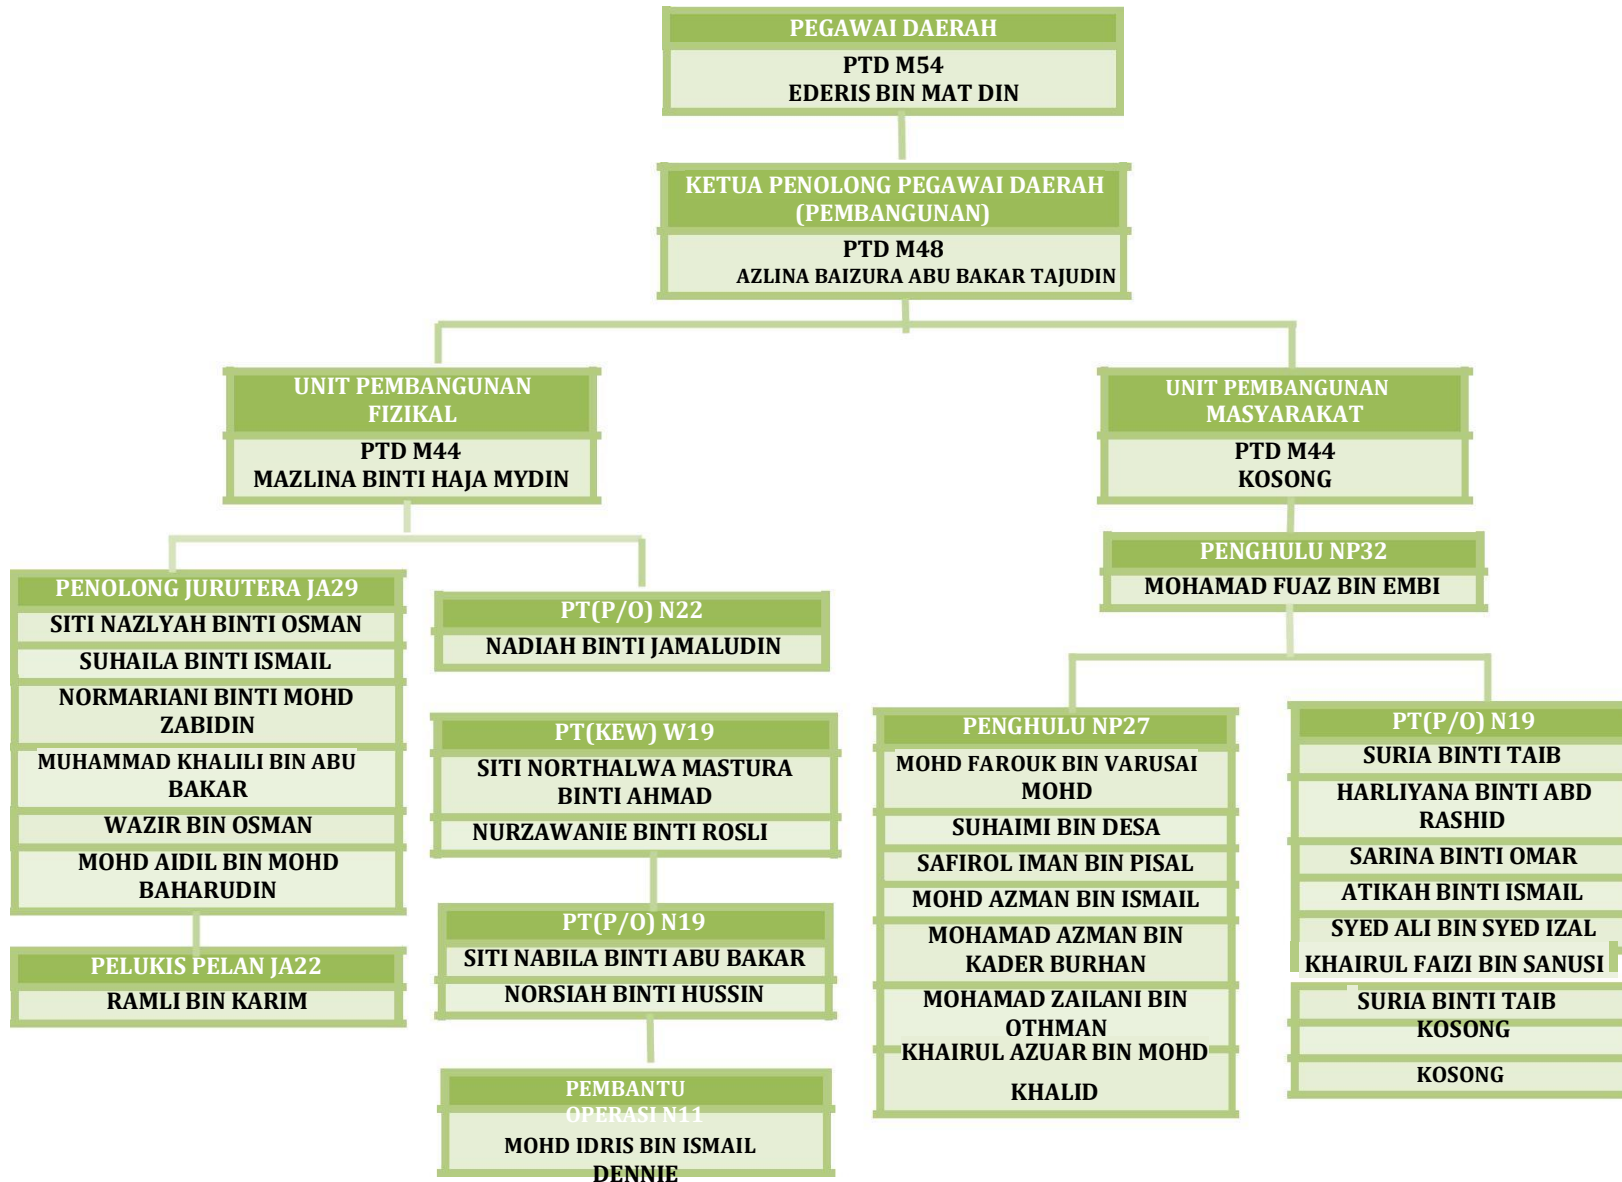 PEGAWAI DAERAH
PTD M54
EDERIS BIN MAT DIN
KETUA PENOLONG PEGAWAI DAERAH
(PEMBANGUNAN)
PTD M48
AZLINA BAIZURA ABU BAKAR TAJUDIN
UNIT PEMBANGUNAN
FIZIKAL
PTD M44
MAZLINA BINTI HAJA MYDIN
PENOLONG JURUTERA JA29
SITI NAZLYAH BINTI OSMAN
SUHAILA BINTI ISMAIL
NORMARIANI BINTI MOHD
ZABIDIN
MUHAMMAD KHALILI BIN ABU
BAKAR
WAZIR BIN OSMAN
MOHD AIDIL BIN MOHD
BAHARUDIN
PELUKIS PELAN JA22
RAMLI BIN KARIM
PT(P/O) N22
NADIAH BINTI JAMALUDIN
PT(KEW) W19
SITI NORTHALWA MASTURA
BINTI AHMAD
NURZAWANIE BINTI ROSLI
PT(P/O) N19
SITI NABILA BINTI ABU BAKAR
NORSIAH BINTI HUSSIN
PEMBANTU
OPERASI N11
MOHD IDRIS BIN ISMAIL
DENNIE
UNIT PEMBANGUNAN
MASYARAKAT
PTD M44
KOSONG
PENGHULU NP32
MOHAMAD FUAZ BIN EMBI
PENGHULU NP27
MOHD FAROUK BIN VARUSAI
MOHD
SUHAIMI BIN DESA
SAFIROL IMAN BIN PISAL
MOHD AZMAN BIN ISMAIL
MOHAMAD AZMAN BIN
KADER BURHAN
MOHAMAD ZAILANI BIN
OTHMAN
KHAIRUL AZUAR BIN MOHD
KHALID
PT(P/O) N19
SURIA BINTI TAIB
HARLIYANA BINTI ABD
RASHID
SARINA BINTI OMAR
ATIKAH BINTI ISMAIL
SYED ALI BIN SYED IZAL
KHAIRUL FAIZI BIN SANUSI
SURIA BINTI TAIB
KOSONG
KOSONG